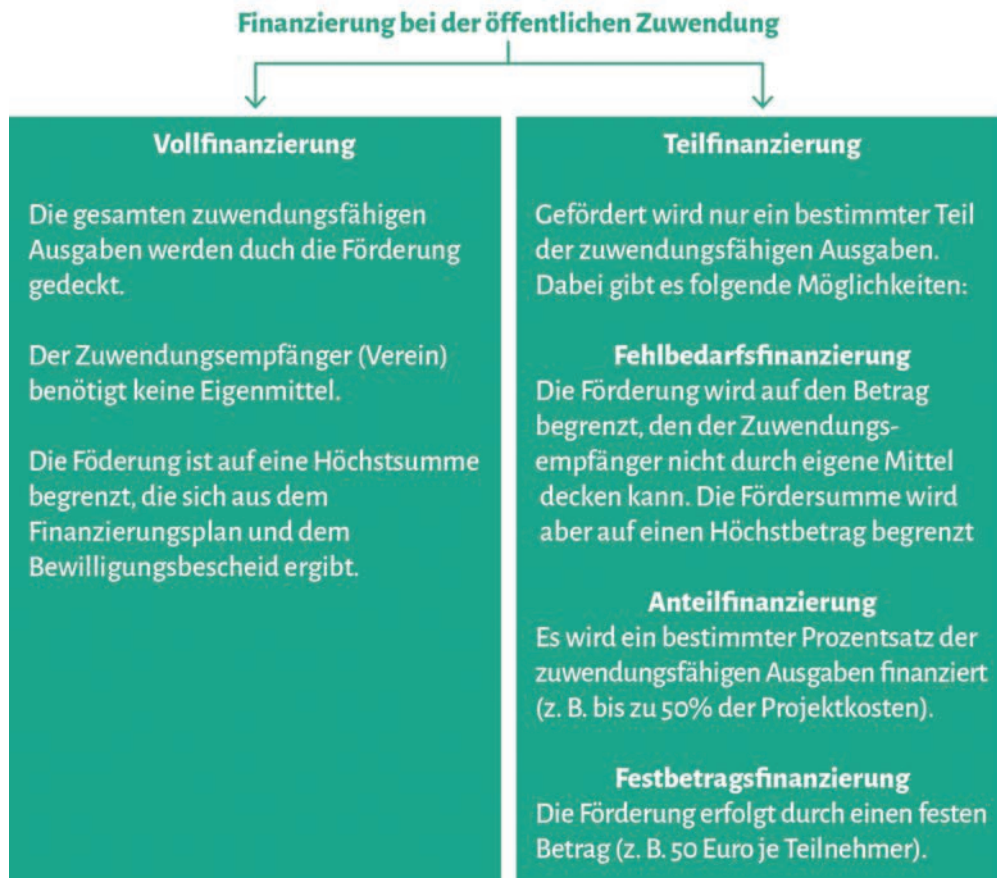 Finanzierung bei der öffentlichen Zuwendung
Vollfinanzierung
Die gesamten zuwendungsfähigen
Ausgaben werden duch die Förderung
gedeckt.
Der Zuwendungsempfänger (Verein)
benötigt keine Eigenmittel.
Die Föderung ist auf eine Höchstsumme
begrenzt, die sich aus dem
Finanzierungsplan und dem
Bewilligungsbescheid ergibt.
Teilfinanzierung
Gefördert wird nur ein bestimmter Teil
der zuwendungsfähigen Ausgaben.
Dabei gibt es folgende Möglichkeiten:
Fehlbedarfsfinanzierung
Die Förderung wird auf den Betrag
begrenzt, den der Zuwendungs-
empfänger nicht durch eigene Mittel
decken kann. Die Fördersumme wird
aber auf einen Höchstbetrag begrenzt
Anteilfinanzierung
Es wird ein bestimmter Prozentsatz der
zuwendungsfähigen Ausgaben finanziert
(z. B. bis zu 50% der Projektkosten).
Festbetragsfinanzierung
Die Förderung erfolgt durch einen festen
Betrag (z. B. 50 Euro je Teilnehmer).